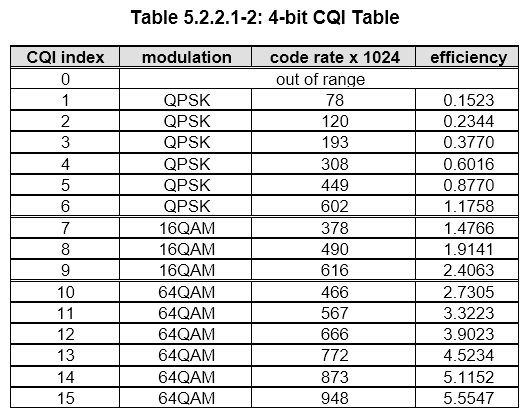 Table 5.2.2.1-2: 4-bit CQI Table
CQI index modulation code rate x 1024 efficiency
0 out of range
1 QPSK 78 0.1523
2 QPSK 120 0.2344
3 QPSK 193 0.3770
4 QPSK 308 0.6016
5 QPSK 449 0.8770
6 QPSK 602 1.1758
7 16QAM 378 1.4766
8 16QAM 490 1.9141
9 16QAM 616 2.4063
10 64QAM 466 2.7305
11 64QAM 567 3.3223
12 64QAM 666 3.9023
13 64QAM 772 4.5234
14 64QAM 873 5.1152
15 64QAM 948 5.5547